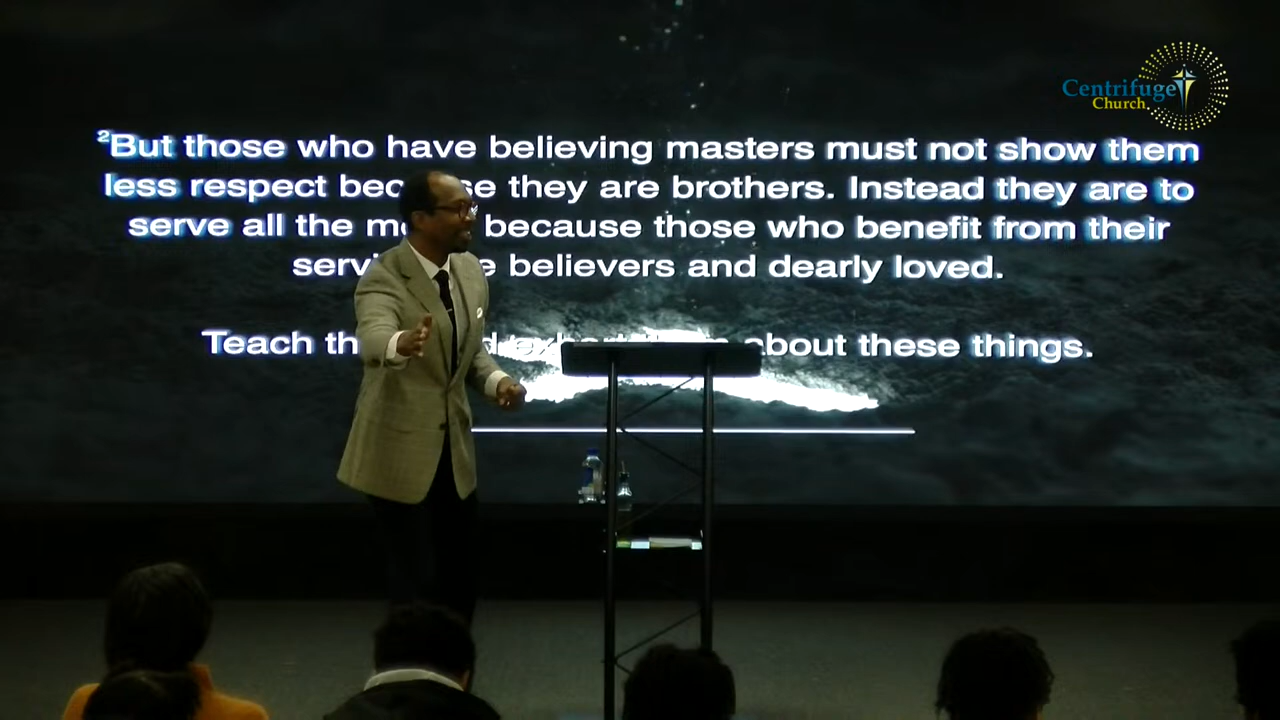 Centrifuge
Church
²But those who have believing masters must not show them
less respect they are brothers. Instead they are to
serve all the because those who benefit from their
believers and dearly loved.
Teach about these things.